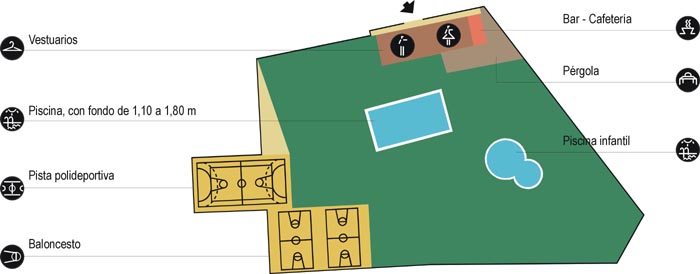 Vestuarios
Piscina, con fondo de 1,10 a 1,80 m
Pista polideportiva
Baloncesto
Bar - Cafetería
Pérgola
Piscina infantil